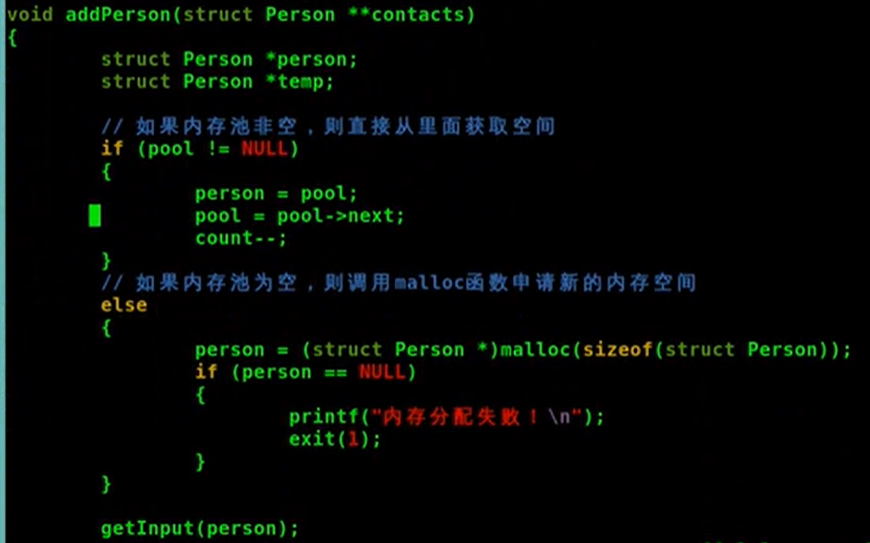 void addPerson(struct Person **contacts)
{
struct Person *person;
struct Person *temp;
// 如果内存池非空，则直接从里面获取空间
if (pool != NULL)
{
person = pool;
pool = pool->next;
count--;
}
// 如果内存池为空，则调用malloc函数申请新的内存空间
else
{
person = (struct Person *)malloc(sizeof(struct Person));
if (person == NULL)
{
printf("内存分配失败！\n");
exit(1);
}
}
getInput(person);